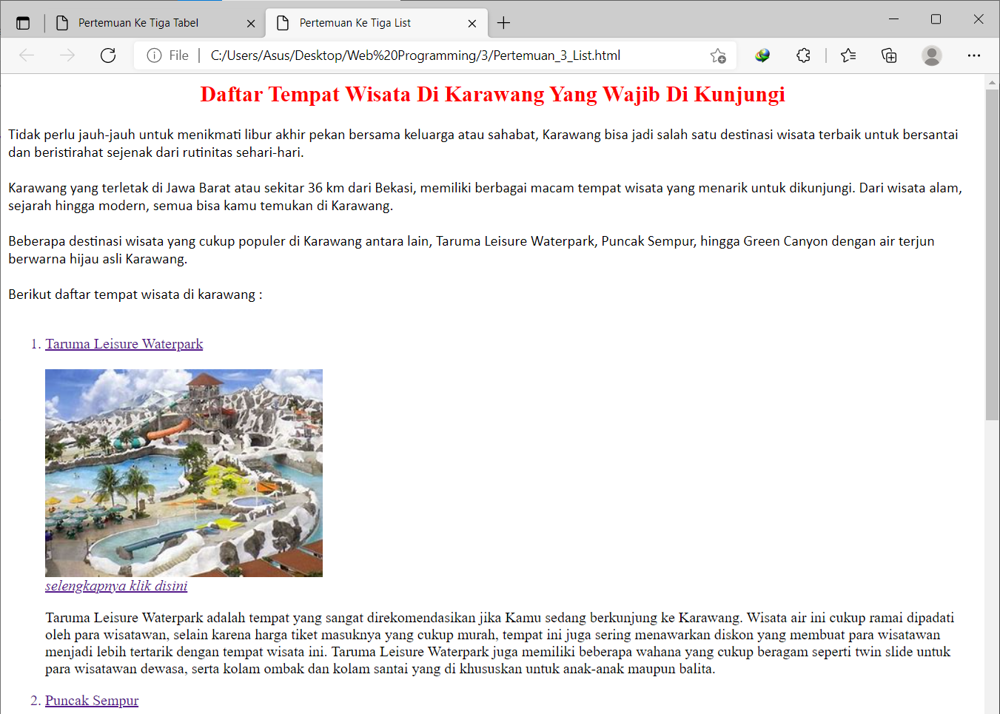 Pertemuan Ke Tiga Tabel
Pertemuan Ke Tiga List
File
C:/Users/Asus/Desktop/Web%20Programming/3/Pertemuan_3_List.html
Daftar Tempat Wisata Di Karawang Yang Wajib Di Kunjungi
Tidak perlu jauh-jauh untuk menikmati libur akhir pekan bersama keluarga atau sahabat, Karawang bisa jadi salah satu destinasi wisata terbaik untuk bersantai
dan beristirahat sejenak dari rutinitas sehari-hari.
Karawang yang terletak di Jawa Barat atau sekitar 36 km dari Bekasi, memiliki berbagai macam tempat wisata yang menarik untuk dikunjungi. Dari wisata alam,
sejarah hingga modern, semua bisa kamu temukan di Karawang.
Beberapa destinasi wisata yang cukup populer di Karawang antara lain, Taruma Leisure Waterpark, Puncak Sempur, hingga Green Canyon dengan air terjun
berwarna hijau asli Karawang.
Berikut daftar tempat wisata di karawang :
1. Taruma Leisure Waterpark
selengkapnya klik disini
Taruma Leisure Waterpark adalah tempat yang sangat direkomendasikan jika Kamu sedang berkunjung ke Karawang. Wisata air ini cukup ramai dipadati
oleh para wisatawan, selain karena harga tiket masuknya yang cukup murah, tempat ini juga sering menawarkan diskon yang membuat para wisatawan
menjadi lebih tertarik dengan tempat wisata ini. Taruma Leisure Waterpark juga memiliki beberapa wahana yang cukup beragam seperti twin slide untuk
para wisatawan dewasa, serta kolam ombak dan kolam santai yang di khususkan untuk anak-anak maupun balita.
2. Puncak Sempur